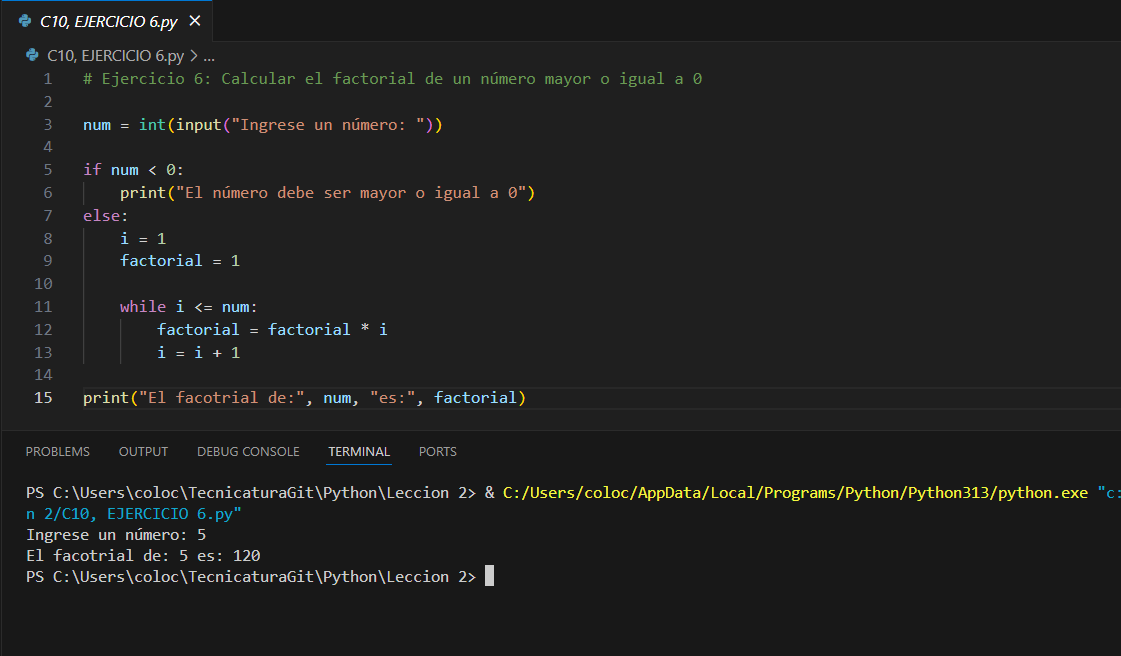 C10, EJERCICIO 6.py ×
C10, EJERCICIO 6.py > ...
1 # Ejercicio 6: Calcular el factorial de un número mayor o igual a 0
2
3 num = int(input("Ingrese un número: "))
4
5 if num < 0:
6     print("El número debe ser mayor o igual a 0")
7 else:
8     i = 1
9     factorial = 1
10
11     while i <= num:
12         factorial = factorial * i
13         i = i + 1
14
15 print("El facotrial de:", num, "es:", factorial)
PROBLEMS OUTPUT DEBUG CONSOLE TERMINAL PORTS
PS C:\Users\coloc\TecnicaturaGit\Python\Leccion 2> & C:/Users/coloc/AppData/Local/Programs/Python/Python313/python.exe "c:
n 2/C10, EJERCICIO 6.py"
Ingrese un número: 5
El facotrial de: 5 es: 120
PS C:\Users\coloc\TecnicaturaGit\Python\Leccion 2>